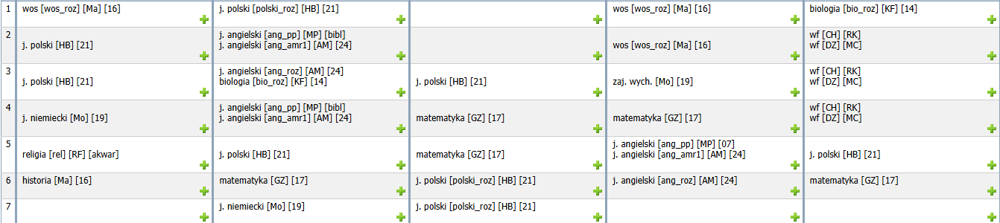 1
wos [wos_roz] [Ma] [16]
j. polski [polski_roz] [HB] [21]
wos [wos_roz] [Ma] [16]
biologia [bio_roz] [KF] [14]
2
j. polski [HB] [21]
j. angielski [ang_pp] [MP] [bibl]
j. angielski [ang_amr1] [AM] [24]
wos [wos_roz] [Ma] [16]
wf [CH] [RK]
wf [DZ] [MC]
3
j. polski [HB] [21]
j. angielski [ang_roz] [AM] [24]
biologia [bio_roz] [KF] [14]
j. polski [HB] [21]
zaj. wych. [Mo] [19]
wf [CH] [RK]
wf [DZ] [MC]
4
j. niemiecki [Mo] [19]
j. angielski [ang_pp] [MP] [bibl]
j. angielski [ang_amr1] [AM] [24]
matematyka [GZ] [17]
matematyka [GZ] [17]
wf [CH] [RK]
wf [DZ] [MC]
5
religia [rel] [RF] [akwar]
j. polski [HB] [21]
matematyka [GZ] [17]
j. angielski [ang_pp] [MP] [07]
j. angielski [ang_amr1] [AM] [24]
j. polski [HB] [21]
6
historia [Ma] [16]
matematyka [GZ] [17]
j. polski [polski_roz] [HB] [21]
j. angielski [ang_roz] [AM] [24]
matematyka [GZ] [17]
7
j. niemiecki [Mo] [19]
j. polski [polski_roz] [HB] [21]